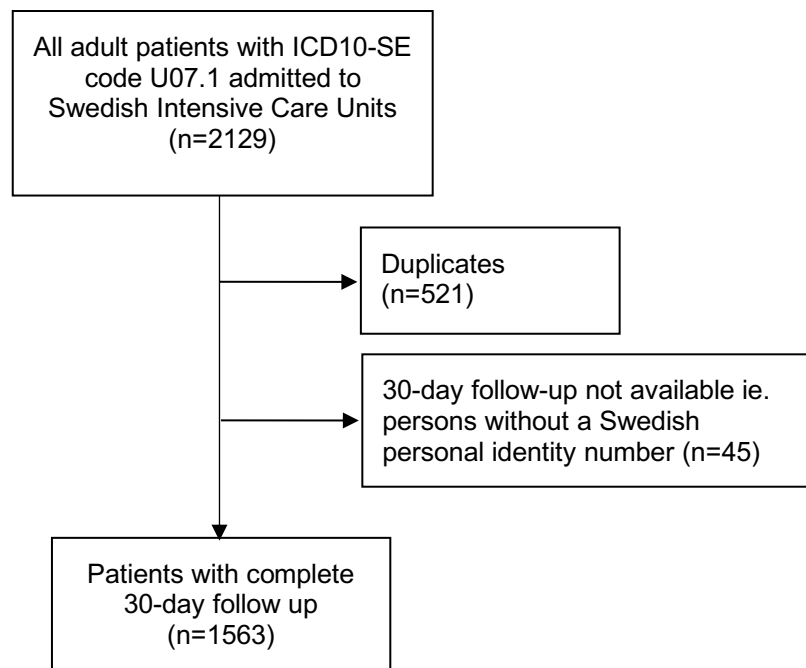 All adult patients with ICD10-SE
code U07.1 admitted to
Swedish Intensive Care Units
(n=2129)
Duplicates
(n=521)
30-day follow-up not available ie.
persons without a Swedish
personal identity number (n=45)
Patients with complete
30-day follow up
(n=1563)